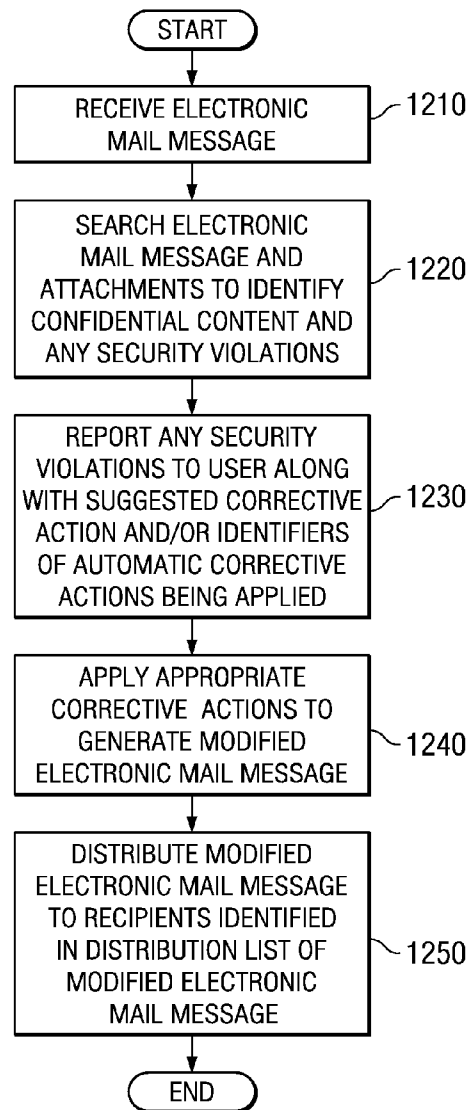 START
RECEIVE ELECTRONIC
MAIL MESSAGE
1210
SEARCH ELECTRONIC
MAIL MESSAGE AND
ATTACHMENTS TO IDENTIFY
CONFIDENTIAL CONTENT AND
ANY SECURITY VIOLATIONS
1220
REPORT ANY SECURITY
VIOLATIONS TO USER ALONG
WITH SUGGESTED CORRECTIVE
ACTION AND/OR IDENTIFIERS
OF AUTOMATIC CORRECTIVE
ACTIONS BEING APPLIED
1230
APPLY APPROPRIATE
CORRECTIVE ACTIONS TO
GENERATE MODIFIED
ELECTRONIC MAIL MESSAGE
1240
DISTRIBUTE MODIFIED
ELECTRONIC MAIL MESSAGE
TO RECIPIENTS IDENTIFIED
IN DISTRIBUTION LIST OF
MODIFIED ELECTRONIC
MAIL MESSAGE
1250
END